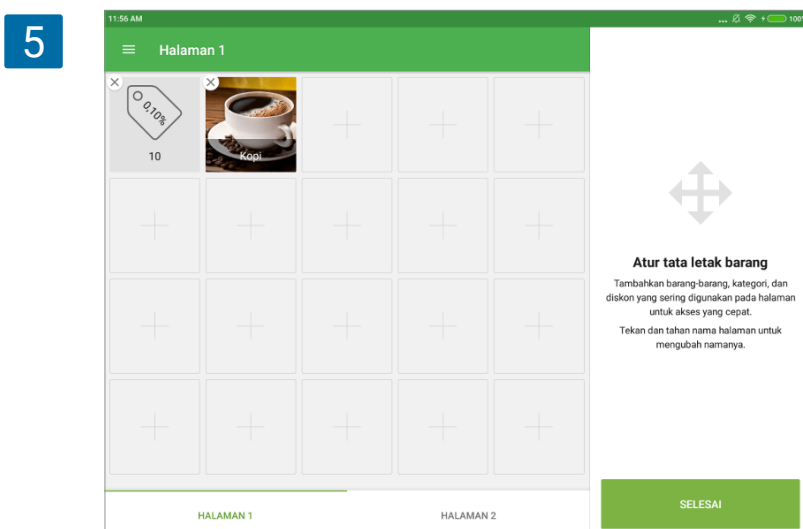 5
11:56 AM
... 100%
Halaman 1
0,10%
10
Kopi
Atur tata letak barang
Tambahkan barang-barang, kategori, dan
diskon yang sering digunakan pada halaman
untuk akses yang cepat.
Tekan dan tahan nama halaman untuk
mengubah namanya.
SELESAI
HALAMAN 1
HALAMAN 2